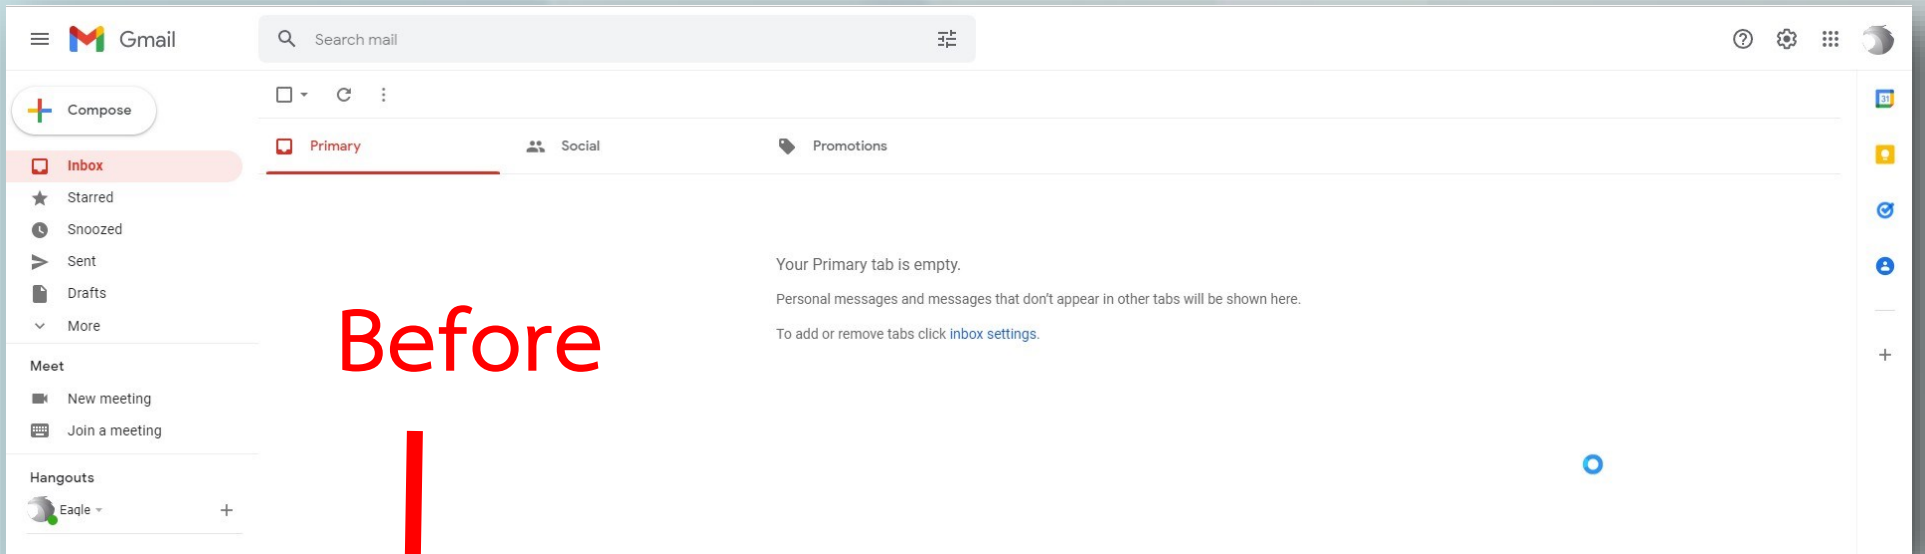 Gmail
Search mail
Compose
Primary
Social
Promotions
Inbox
Starred
Snoozed
Sent
Drafts
More
Your Primary tab is empty.
Personal messages and messages that don't appear in other tabs will be shown here.
To add or remove tabs click inbox settings.
Before
Meet
New meeting
Join a meeting
Hangouts
Eagle
31